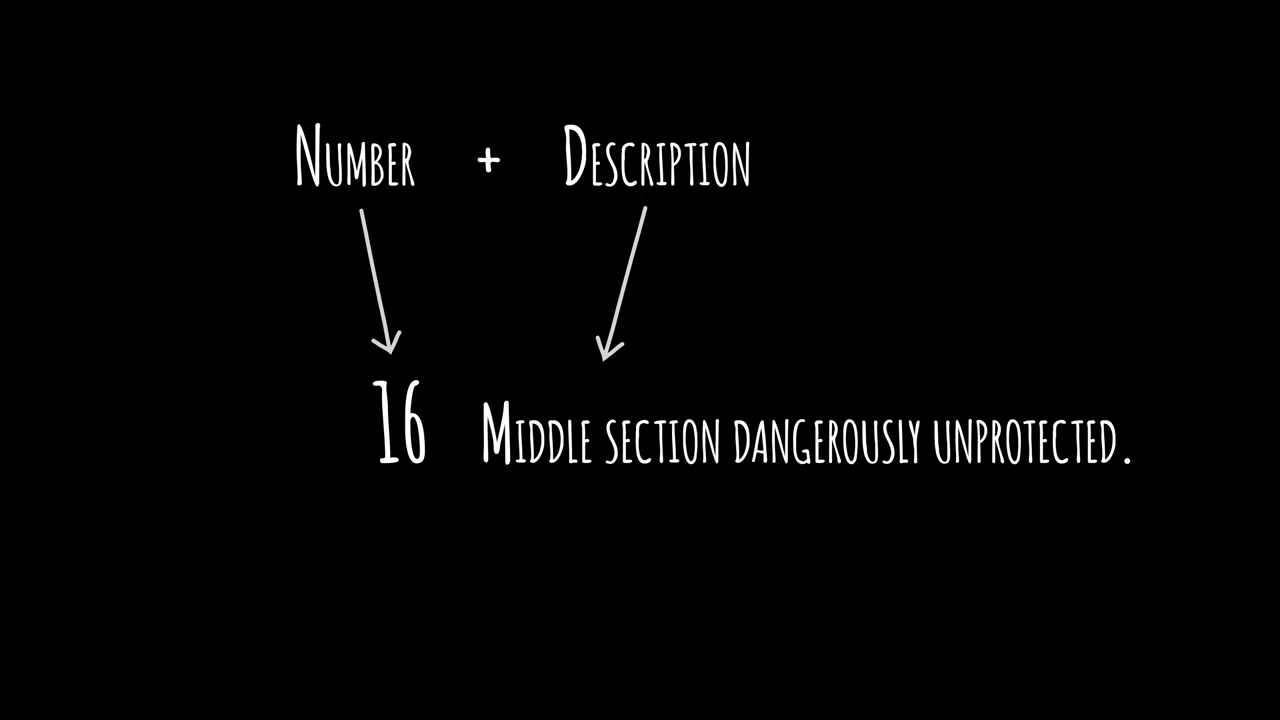 Number + Description
16 Middle section dangerously unprotected.